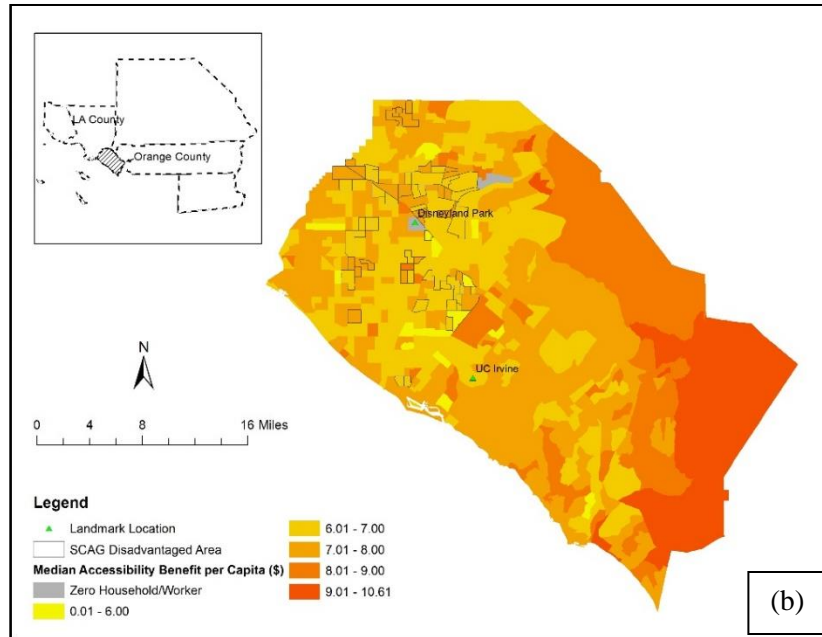 LA County
Orange County
Disneyland Park
UC Irvine
N
0 4 8 16 Miles
Legend
Landmark Location
SCAG Disadvantaged Area
Median Accessibility Benefit per Capita ($)
Zero Household/Worker
0.01 - 6.00
6.01 - 7.00
7.01 - 8.00
8.01 - 9.00
9.01 - 10.61
(b)